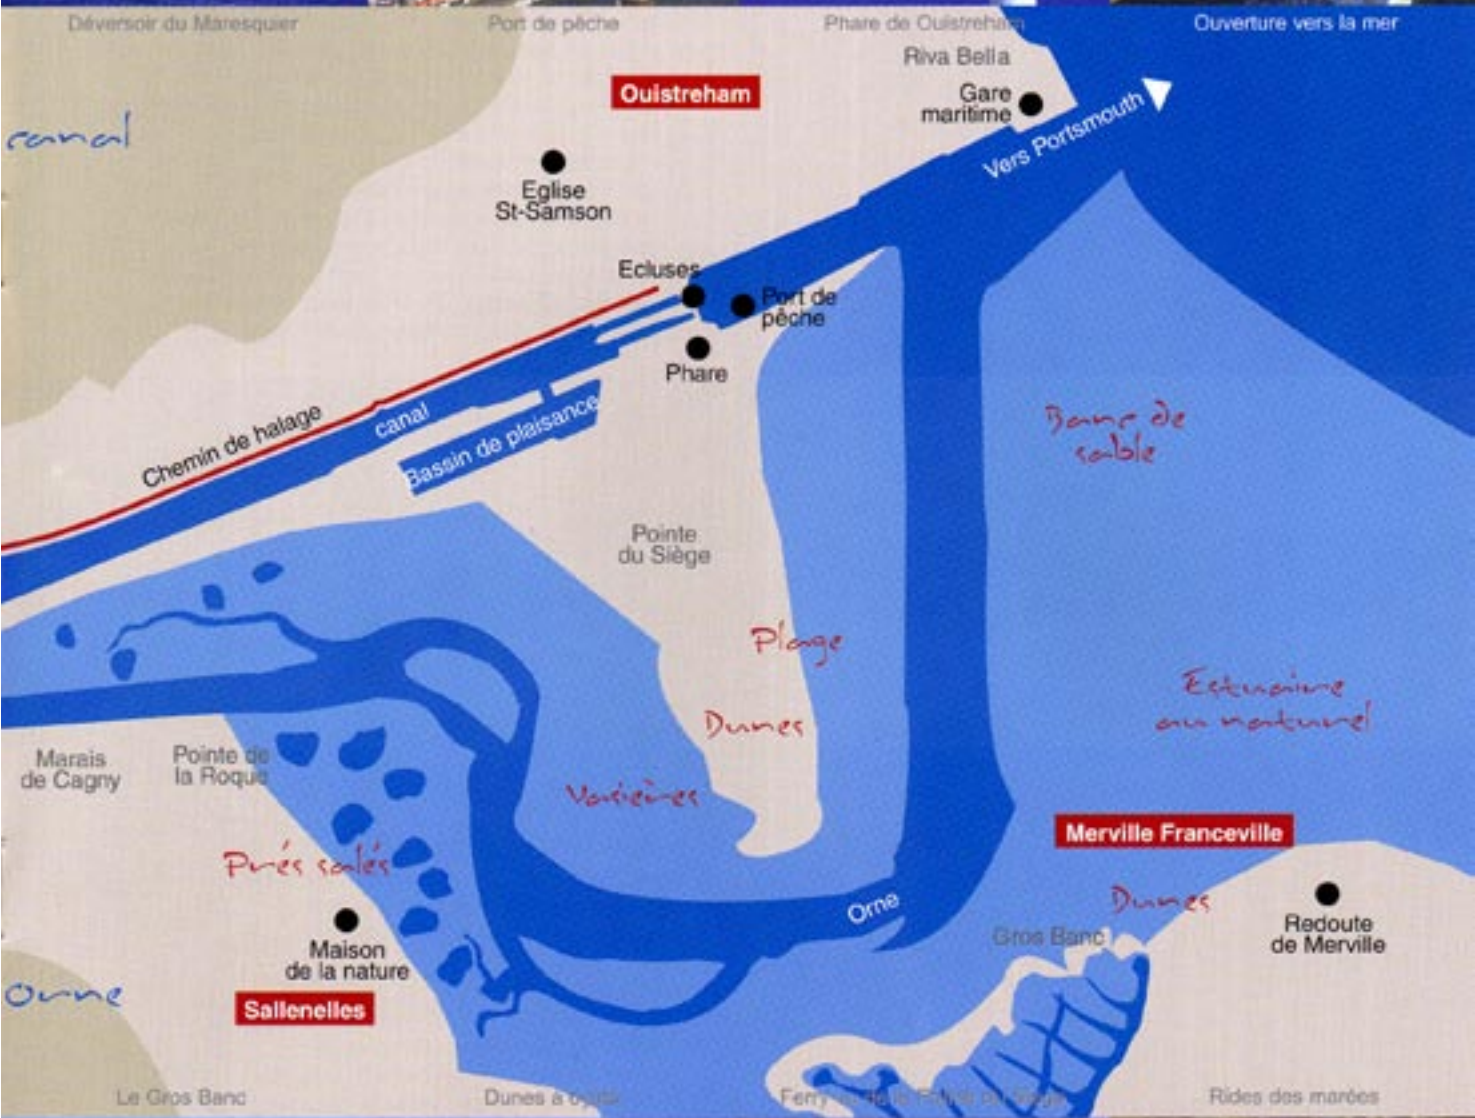 Déversoir du Maresquier
Port de pêche
Phare de Ouistreham
Ouverture vers la mer
Riva Bella
Ouistreham
Gare
maritime
Vers Portsmouth
canal
Eglise
St-Samson
Ecluses
Port de
pêche
Phare
Chemin de halage
canal
Bassin de plaisance
Banc de
sable
Pointe
du Siège
Plage
Estuaire
au naturel
Dunes
Marais
de Cagny
Pointe de
la Roque
Vasières
Merville Franceville
Prés salés
Dunes
Orne
Redoute
de Merville
Gros Banc
Maison
de la nature
Orne
Sallenelles
Le Gros Banc
Dunes à oyats
Rides des marées